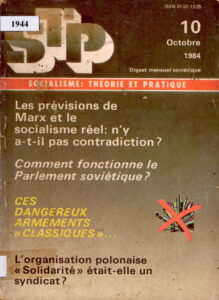 ISSN 0132-1528
1944
STP
10
Octobre
1984
Digest mensuel soviétique
SOCIALISME: THÉORIE ET PRATIQUE
Les prévisions de
Marx et le
socialisme réel: n'y
a-t-il pas contradiction?
Comment fonctionne le
Parlement soviétique?
CES
DANGEREUX
ARMEMENTS
«CLASSIQUES»...
L'organisation polonaise
«Solidarité» était-elle un
syndicat?